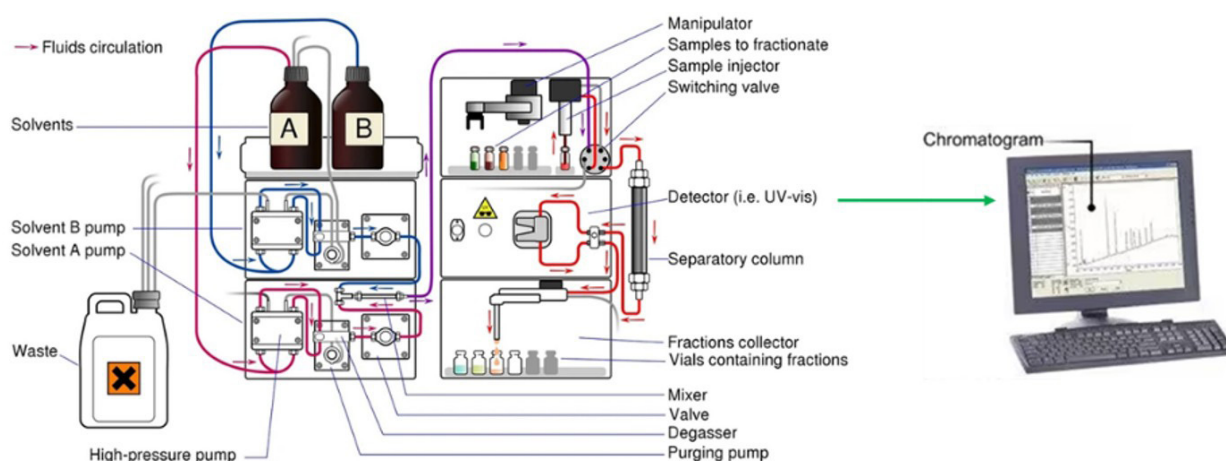 Fluids circulation
Solvents
A
B
Solvent B pump
Solvent A pump
Waste
High-pressure pump
Manipulator
Samples to fractionate
Sample injector
Switching valve
Detector (i.e. UV-vis)
Separatory column
Fractions collector
Vials containing fractions
Mixer
Valve
Degasser
Purging pump
Chromatogram